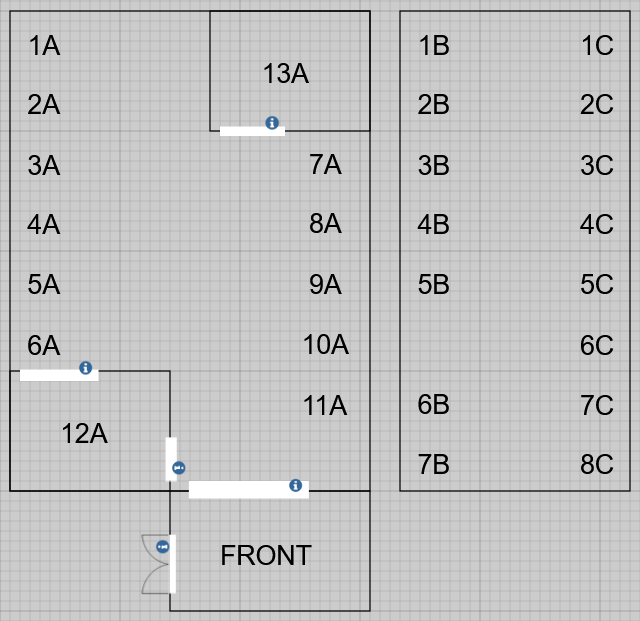 1A 1B 1C
13A
2A 2B 2C
3A 7A 3B 3C
4A 8A 4B 4C
5A 9A 5B 5C
6A 10A 6C
11A 6B 7C
12A
7B 8C
FRONT